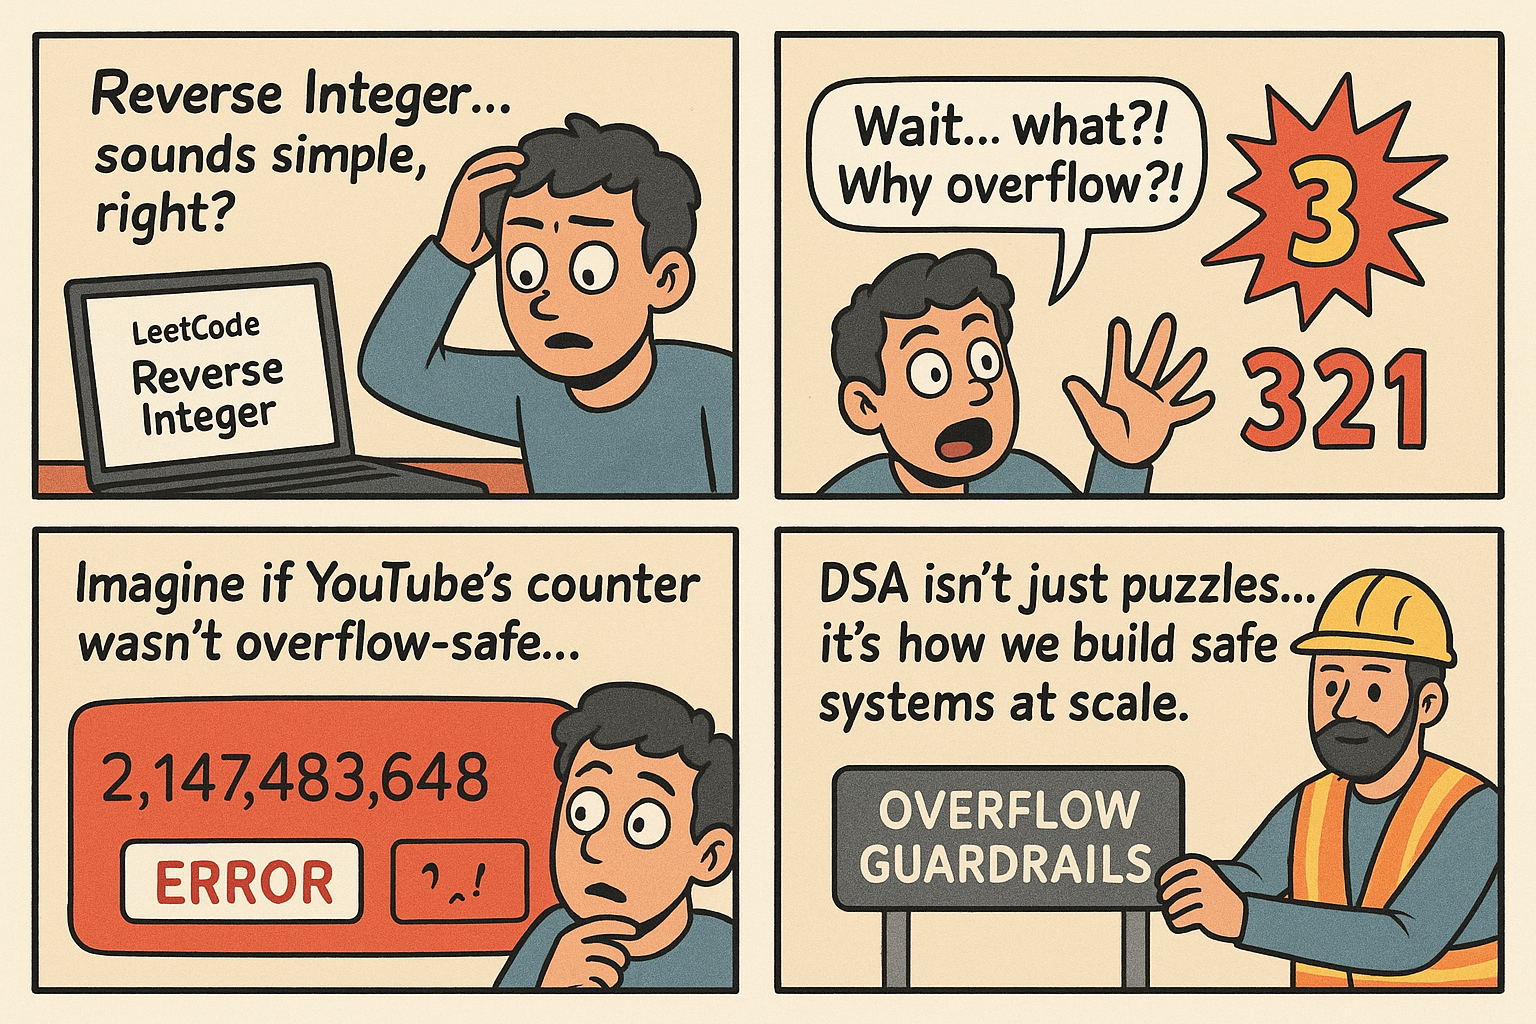 Reverse Integer...
sounds simple,
right?
LeetCode
Reverse
Integer
Wait... what?!
Why overflow?!
3
321
Imagine if YouTube's counter
wasn't overflow-safe...
2,147,483,648
ERROR
DSA isn't just puzzles...
it's how we build safe
systems at scale.
OVERFLOW
GUARDRAILS